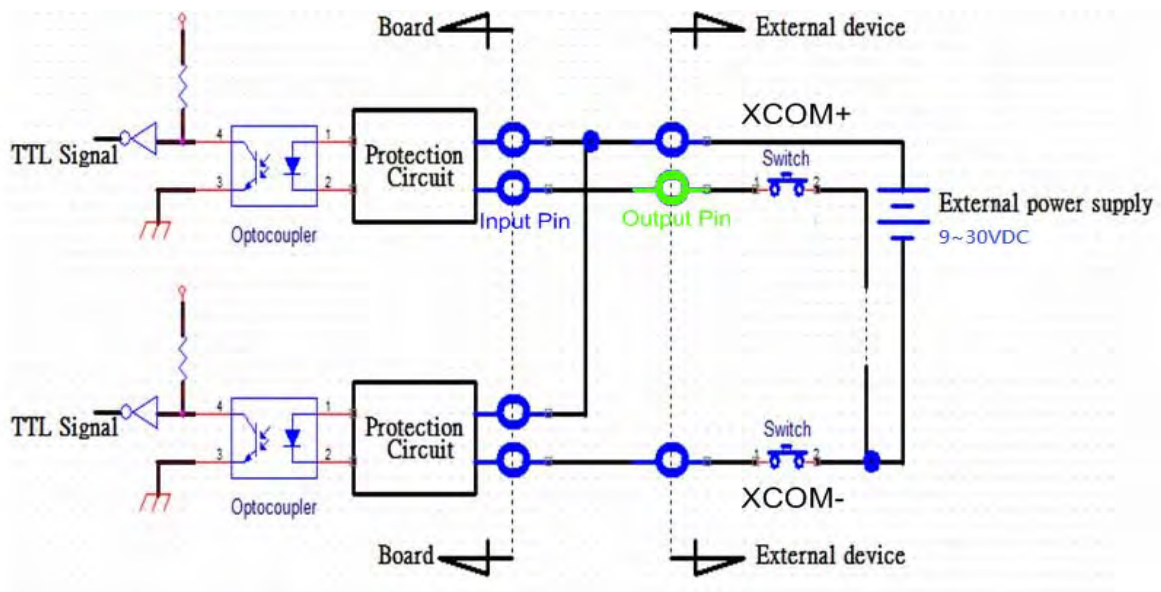 Board
External device
XCOM+
4
1
Protection
Circuit
TTL Signal
3
2
Switch
1
2
External power supply
9~30VDC
Input Pin
Output Pin
Optocoupler
4
1
Protection
Circuit
TTL Signal
3
2
Switch
1
2
XCOM-
Optocoupler
Board
External device